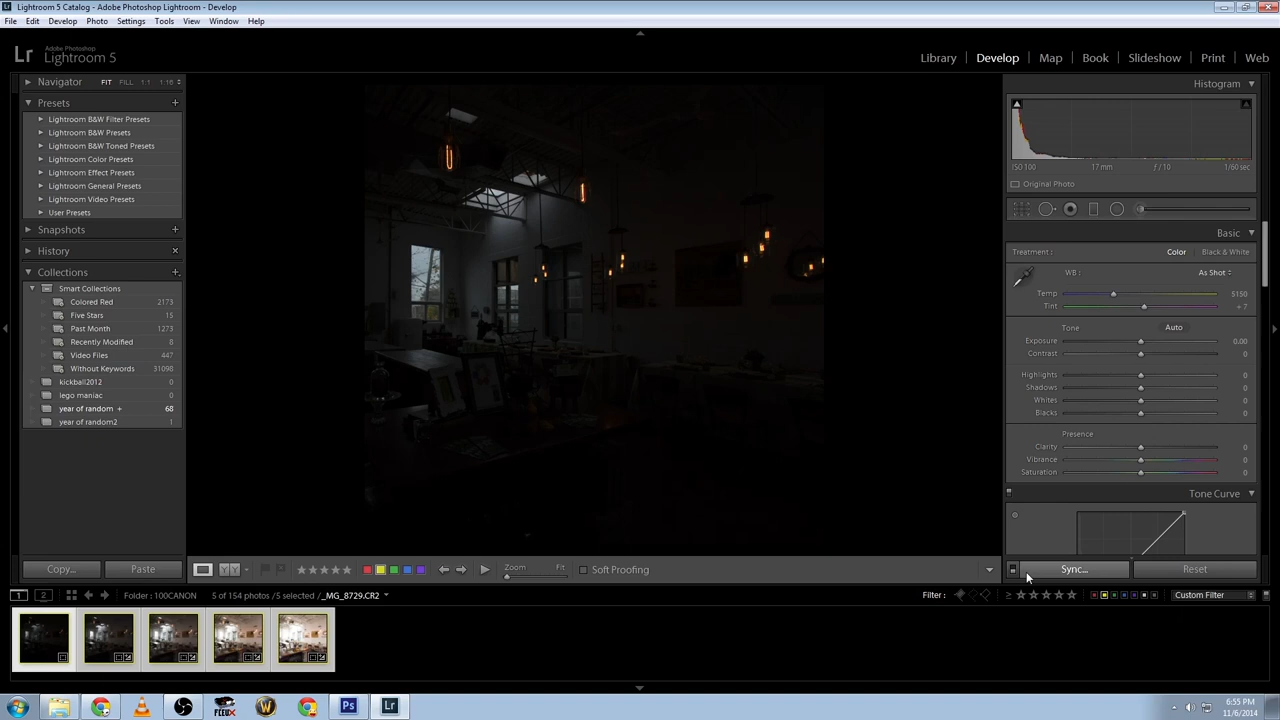 Lightroom 5 Catalog - Adobe Photoshop Lightroom - Develop
File Edit Develop Photo Settings Tools View Window Help
Lr Adobe Photoshop Lightroom 5
Library | Develop | Map | Book | Slideshow | Print | Web
Navigator FIT FILL 1:1 1:16
Presets +
Lightroom B&W Filter Presets
Lightroom B&W Presets
Lightroom B&W Toned Presets
Lightroom Color Presets
Lightroom Effect Presets
Lightroom General Presets
Lightroom Video Presets
User Presets
Snapshots +
History ×
Collections +
Smart Collections
Colored Red 2173
Five Stars 15
Past Month 1273
Recently Modified 8
Video Files 447
Without Keywords 31098
kickball2012 0
lego maniac 0
year of random + 68
year of random2 1
Copy... Paste
Histogram
ISO 100 17 mm ƒ / 10 1/60 sec
Original Photo
Basic
Treatment : Color Black & White
WB : As Shot
Temp 5150
Tint + 7
Tone Auto
Exposure 0.00
Contrast 0
Highlights 0
Shadows 0
Whites 0
Blacks 0
Presence
Clarity 0
Vibrance 0
Saturation 0
Tone Curve
Sync... Reset
YY Zoom Fit Soft Proofing
1 2 Folder : 100CANON 5 of 154 photos / 5 selected / _MG_8729.CR2 Filter : ≥ Custom Filter
FCEUX W Ps Lr
6:55 PM
11/6/2014